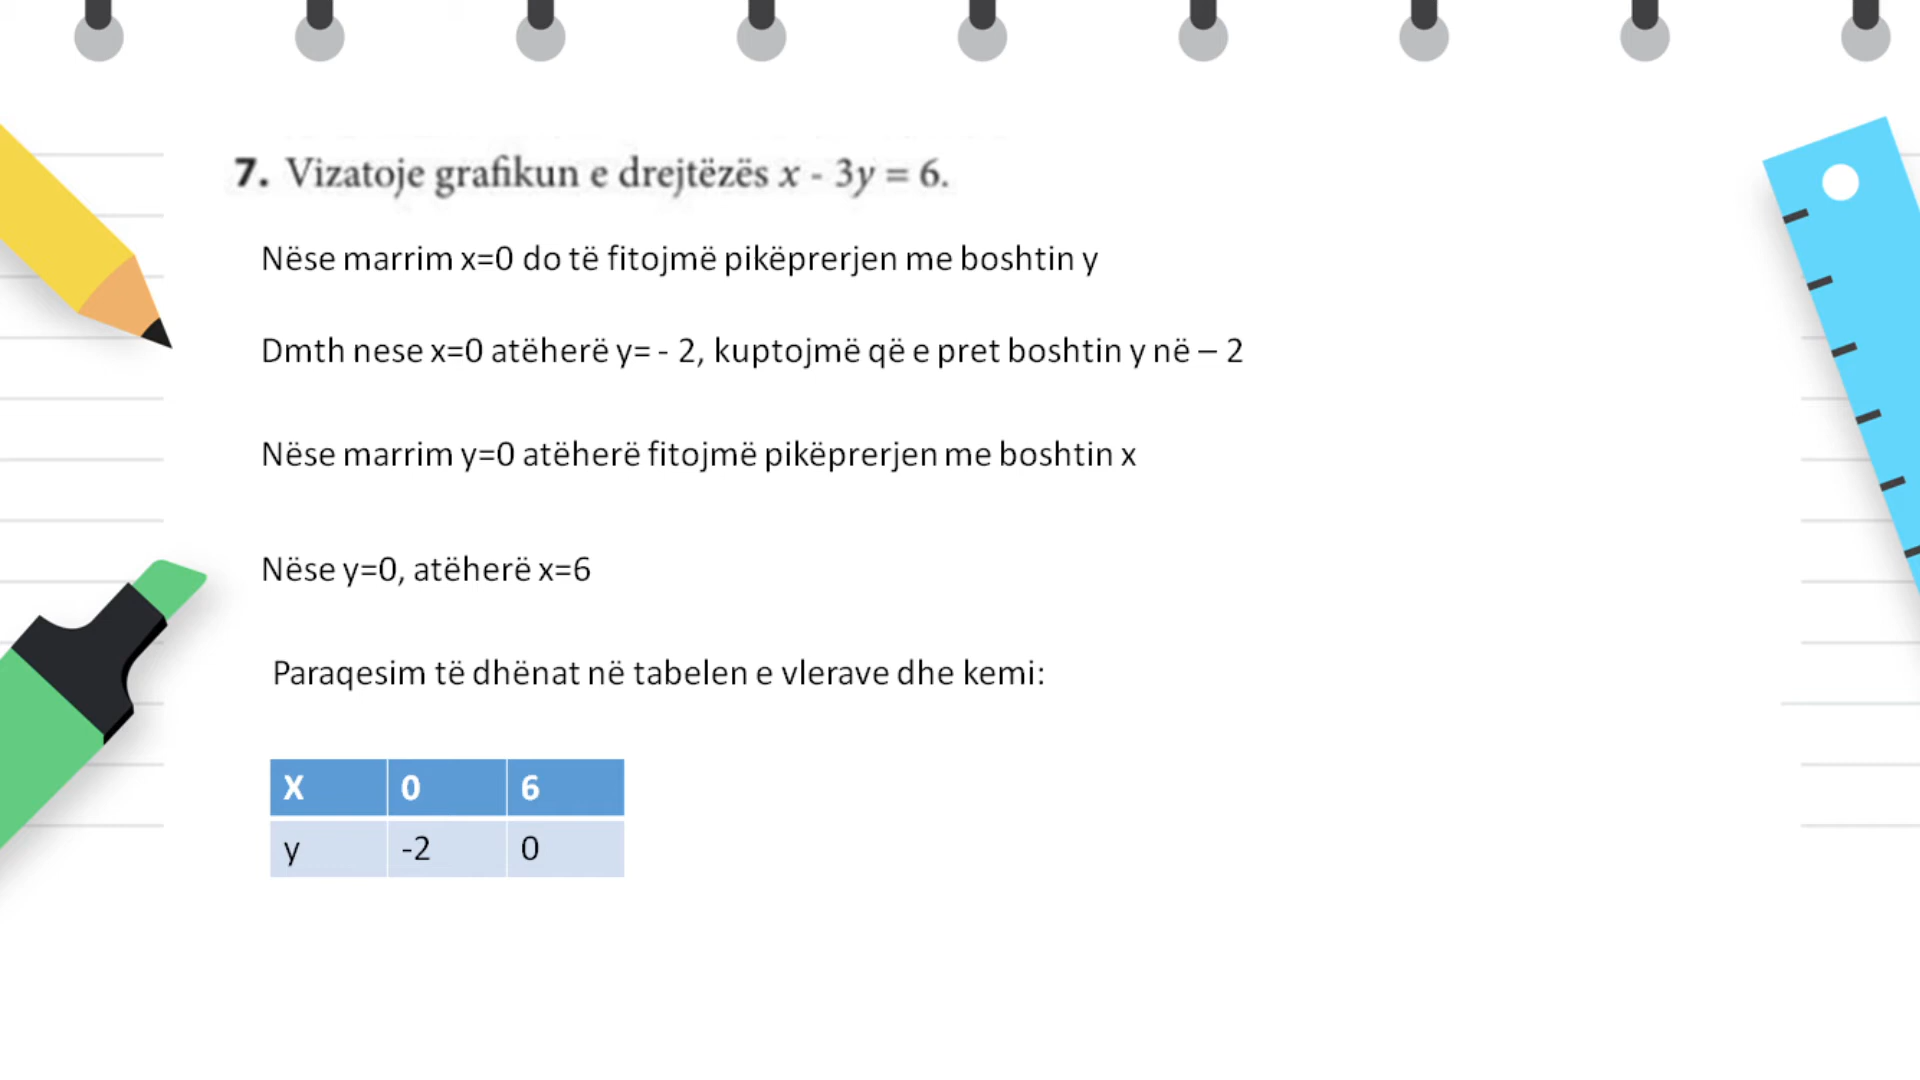 7. Vizatoje grafikun e drejtëzës x - 3y = 6.
Nëse marrim x=0 do të fitojmë pikëprerjen me boshtin y
Dmth nese x=0 atëherë y= - 2, kuptojmë që e pret boshtin y në – 2
Nëse marrim y=0 atëherë fitojmë pikëprerjen me boshtin x
Nëse y=0, atëherë x=6
Paraqesim të dhënat në tabelen e vlerave dhe kemi:
X 0 6
y -2 0